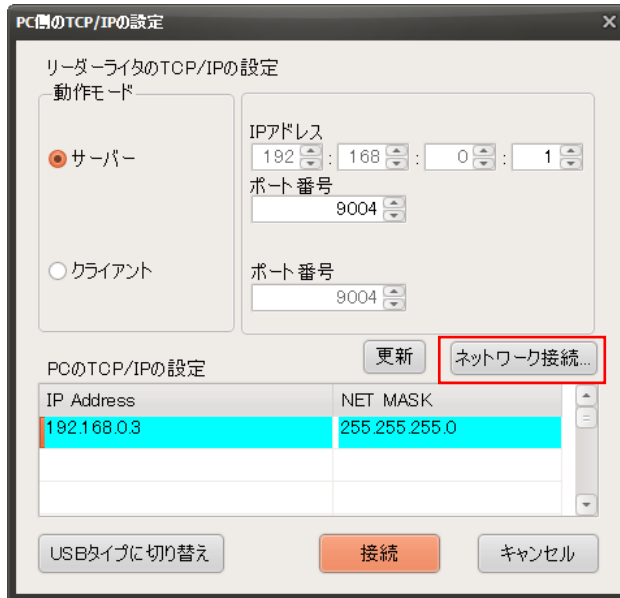 PC側のTCP/IPの設定
リーダーライタのTCP/IPの設定
動作モード
サーバー
IPアドレス
192 : 168 : 0 : 1
ポート番号
9004
クライアント
ポート番号
9004
更新
ネットワーク接続...
PCのTCP/IPの設定
IP Address NET MASK
192.168.0.3 255.255.255.0
USBタイプに切り替え
接続
キャンセル